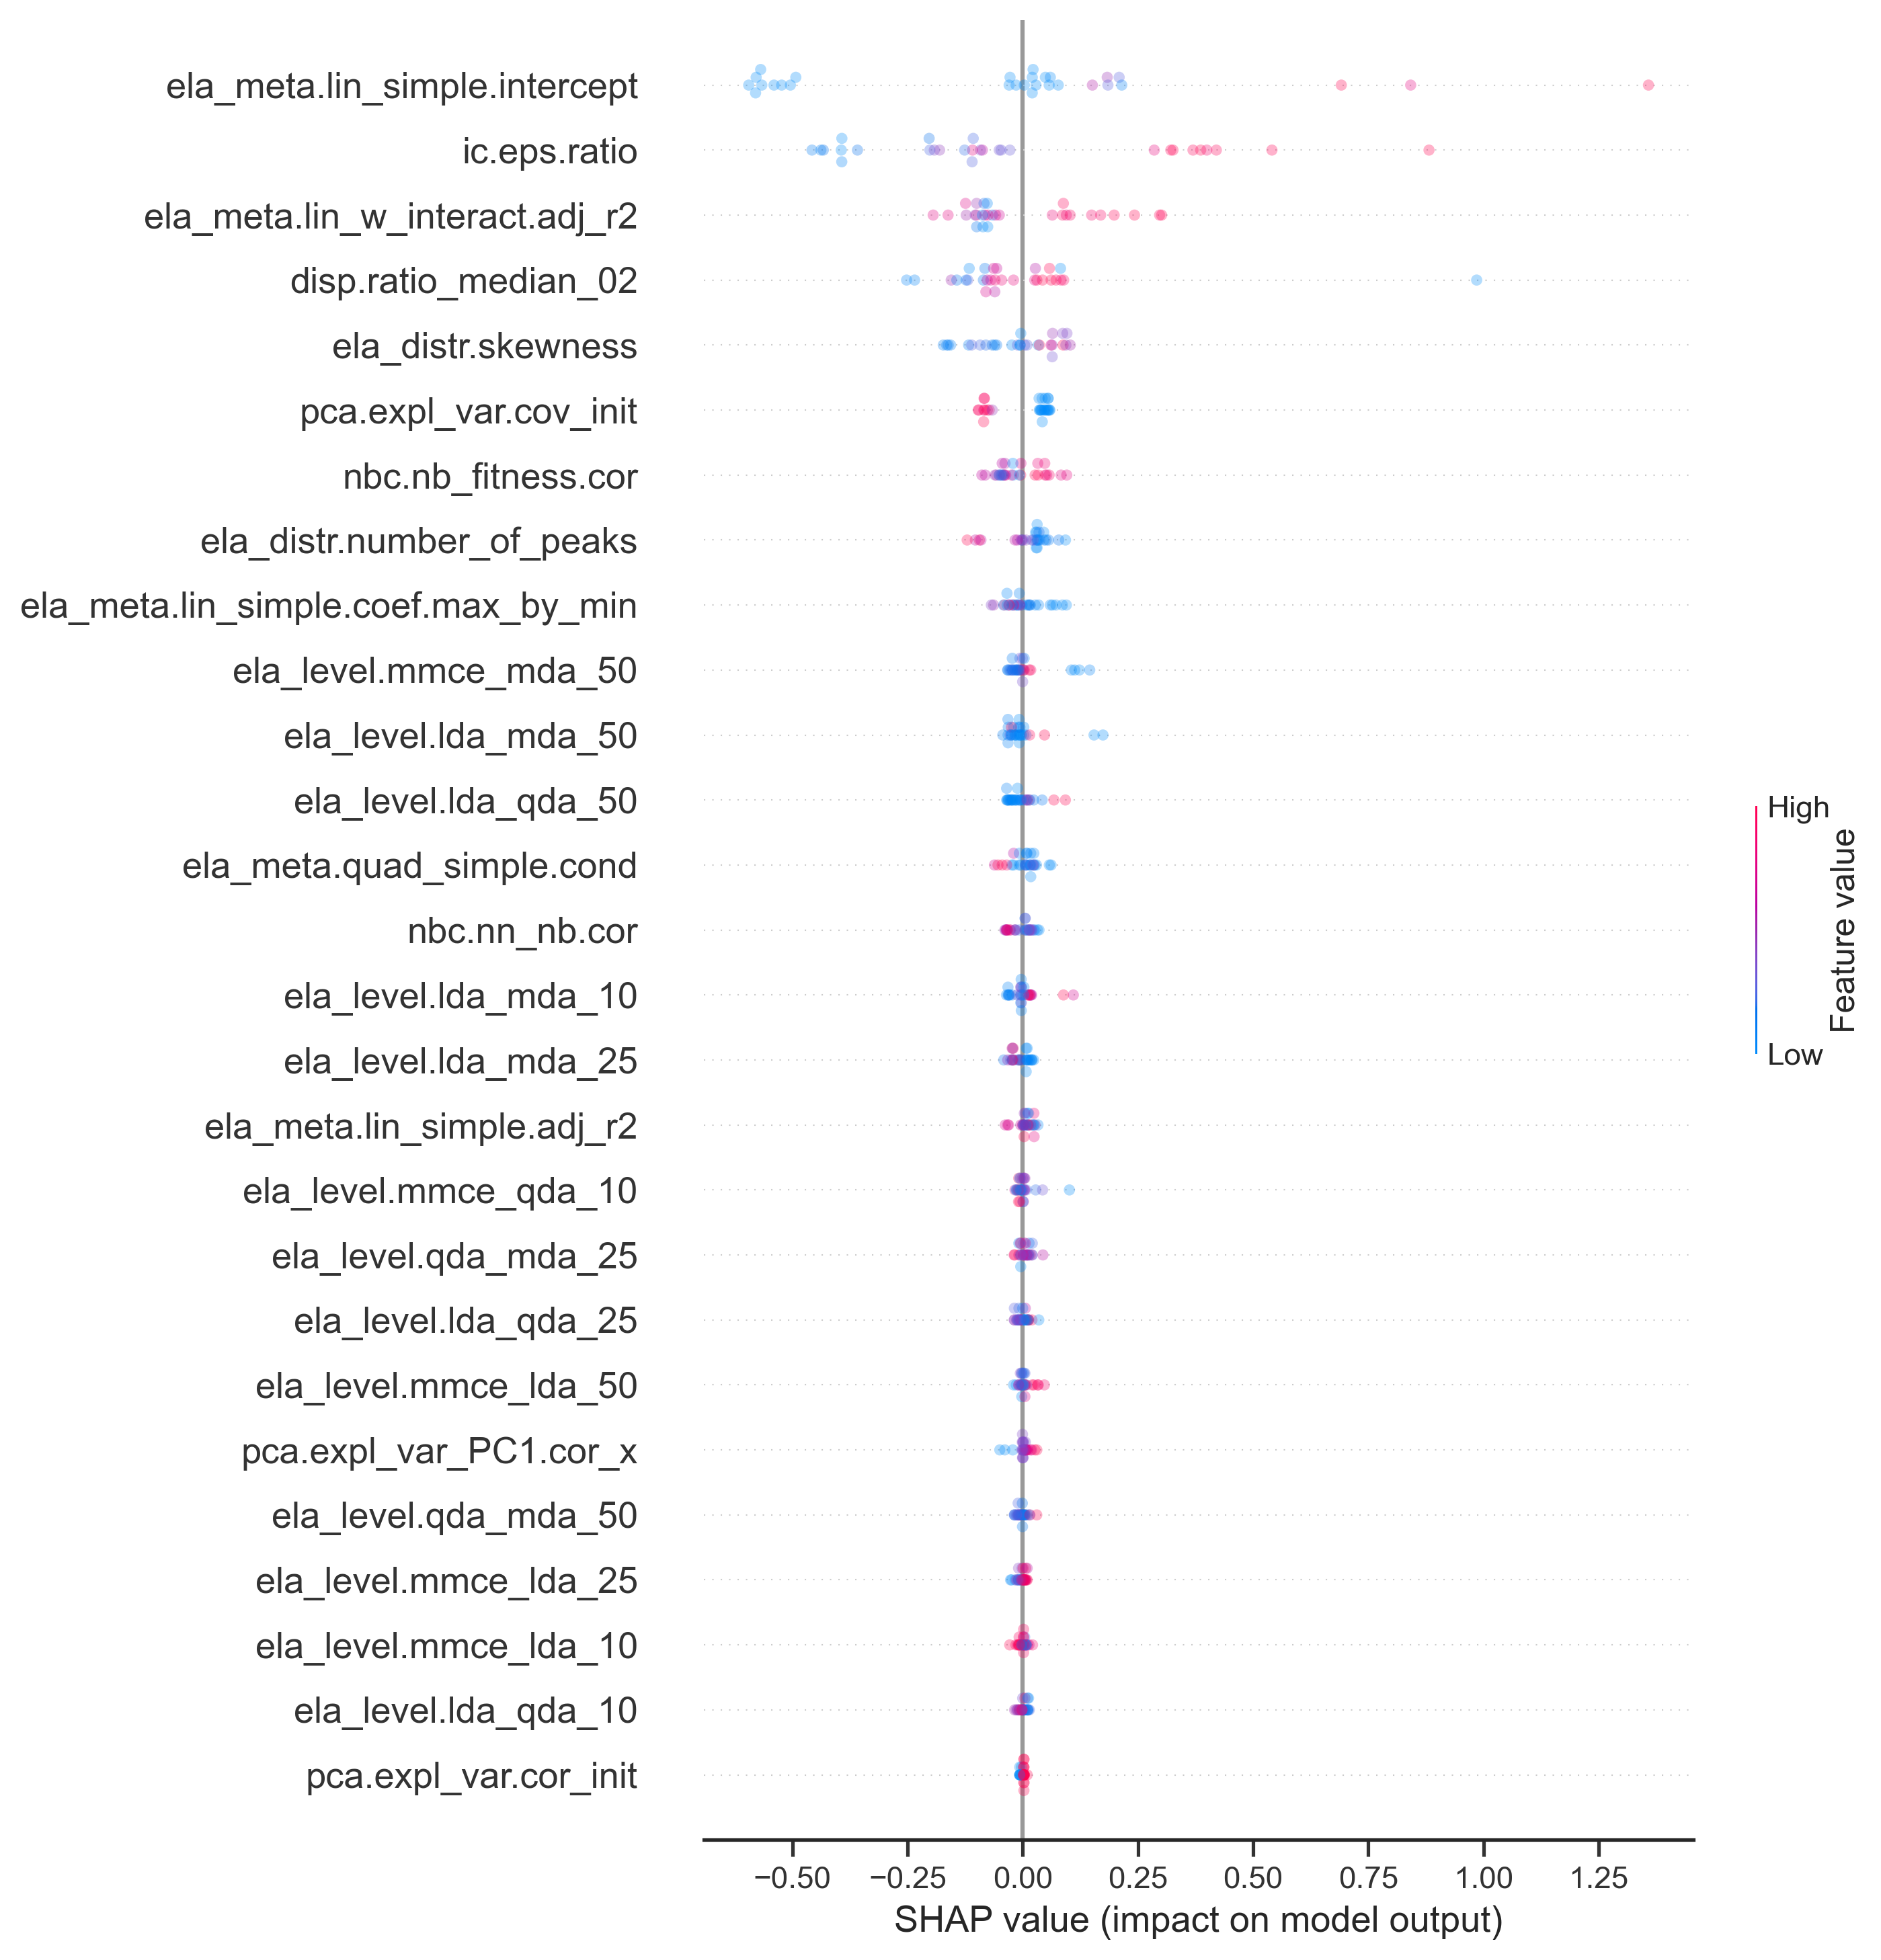 ela_meta.lin_simple.intercept
ic.eps.ratio
ela_meta.lin_w_interact.adj_r2
disp.ratio_median_02
ela_distr.skewness
pca.expl_var.cov_init
nbc.nb_fitness.cor
ela_distr.number_of_peaks
ela_meta.lin_simple.coef.max_by_min
ela_level.mmce_mda_50
ela_level.lda_mda_50
ela_level.lda_qda_50
ela_meta.quad_simple.cond
nbc.nn_nb.cor
ela_level.lda_mda_10
ela_level.lda_mda_25
ela_meta.lin_simple.adj_r2
ela_level.mmce_qda_10
ela_level.qda_mda_25
ela_level.lda_qda_25
ela_level.mmce_lda_50
pca.expl_var_PC1.cor_x
ela_level.qda_mda_50
ela_level.mmce_lda_25
ela_level.mmce_lda_10
ela_level.lda_qda_10
pca.expl_var.cor_init
−0.50 −0.25 0.00 0.25 0.50 0.75 1.00 1.25
SHAP value (impact on model output)
High
Feature value
Low